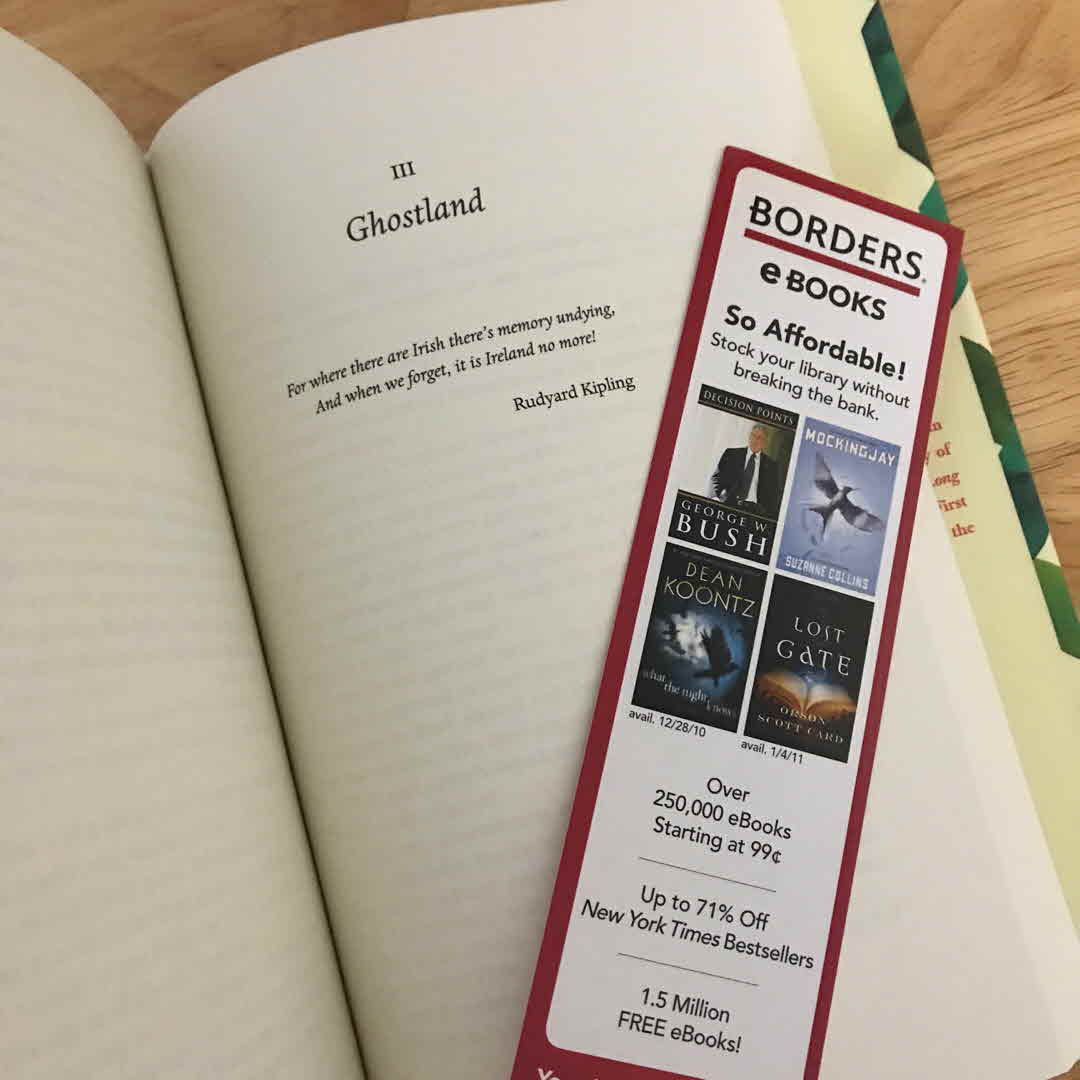 III
Ghostland
For where there are Irish there's memory undying,
And when we forget, it is Ireland no more!
Rudyard Kipling
BORDERS®
eBOOKS
So Affordable!
Stock your library without
breaking the bank.
DECISION POINTS
GEORGE W.
BUSH
MOCKINGJAY
SUZANNE COLLINS
DEAN
KOONTZ
what
the night
knows
avail. 12/28/10
LOST
GATE
ORSON
SCOTT CARD
avail. 1/4/11
Over
250,000 eBooks
Starting at 99¢
Up to 71% Off
New York Times Bestsellers
1.5 Million
FREE eBooks!
of
First
the